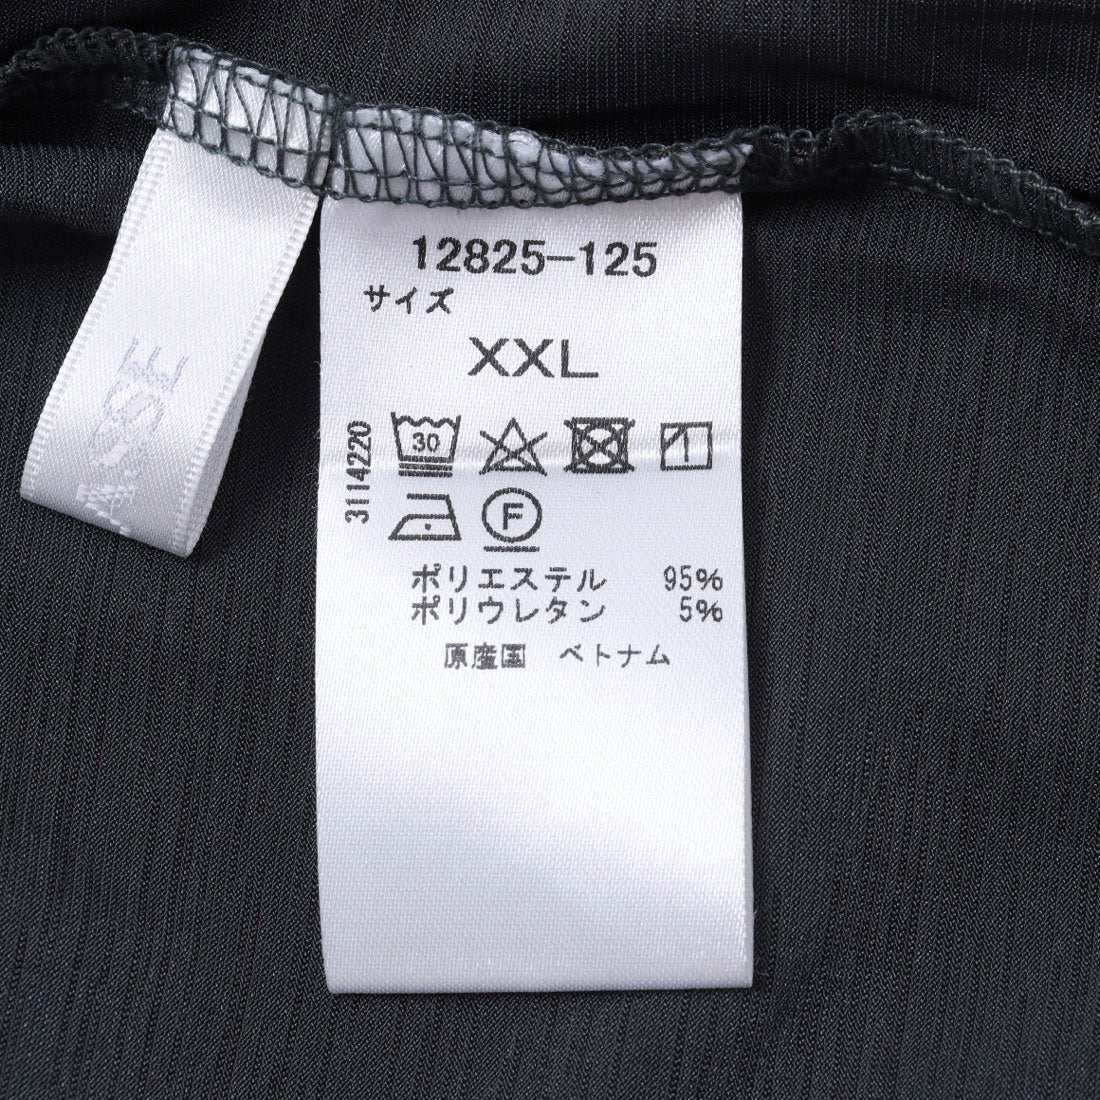 12825-125
サイズ
XXL
3114220
30
F
ポリエステル 95%
ポリウレタン 5%
原産国 ベトナム